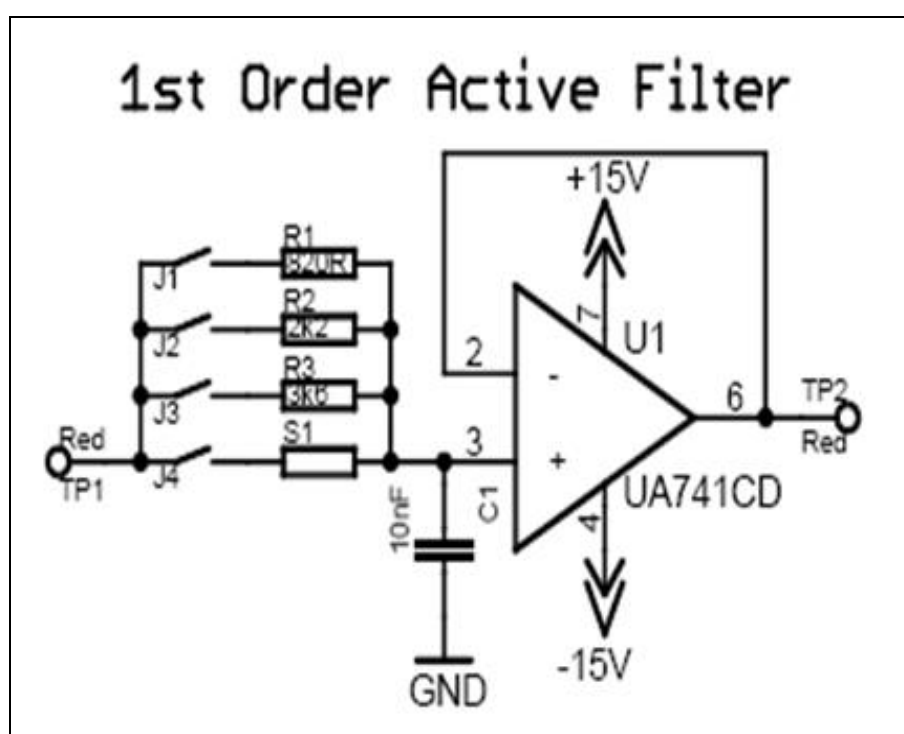 1st Order Active Filter
+15V
R1
820R
J1
R2
2k2
J2
R3
3k6
J3
S1
J4
Red
TP1
2
-
3
+
7
U1
6
TP2
Red
UA741CD
4
10nF
C1
-15V
GND